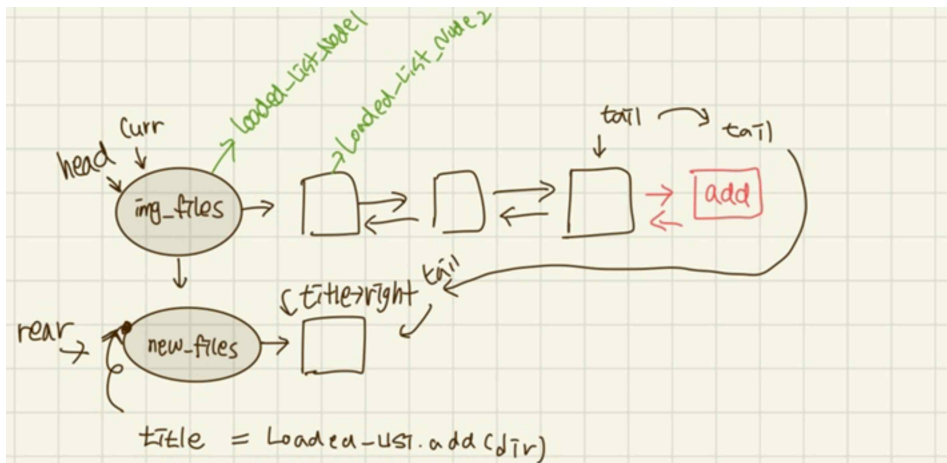 Loaded_List_Node1
Loaded_List_Node2
tail
tail
curr
head
img_files
add
tail
title→right
rear
new_files
title = Loaded_List.add(dir)